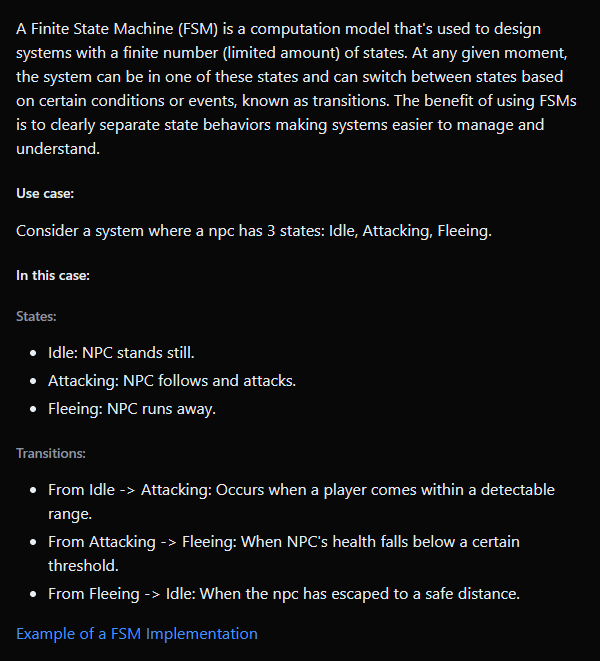 A Finite State Machine (FSM) is a computation model that's used to design
systems with a finite number (limited amount) of states. At any given moment,
the system can be in one of these states and can switch between states based
on certain conditions or events, known as transitions. The benefit of using FSMs
is to clearly separate state behaviors making systems easier to manage and
understand.
Use case:
Consider a system where a npc has 3 states: Idle, Attacking, Fleeing.
In this case:
States:
• Idle: NPC stands still.
• Attacking: NPC follows and attacks.
• Fleeing: NPC runs away.
Transitions:
• From Idle -> Attacking: Occurs when a player comes within a detectable
range.
• From Attacking -> Fleeing: When NPC's health falls below a certain
threshold.
• From Fleeing -> Idle: When the npc has escaped to a safe distance.
Example of a FSM Implementation